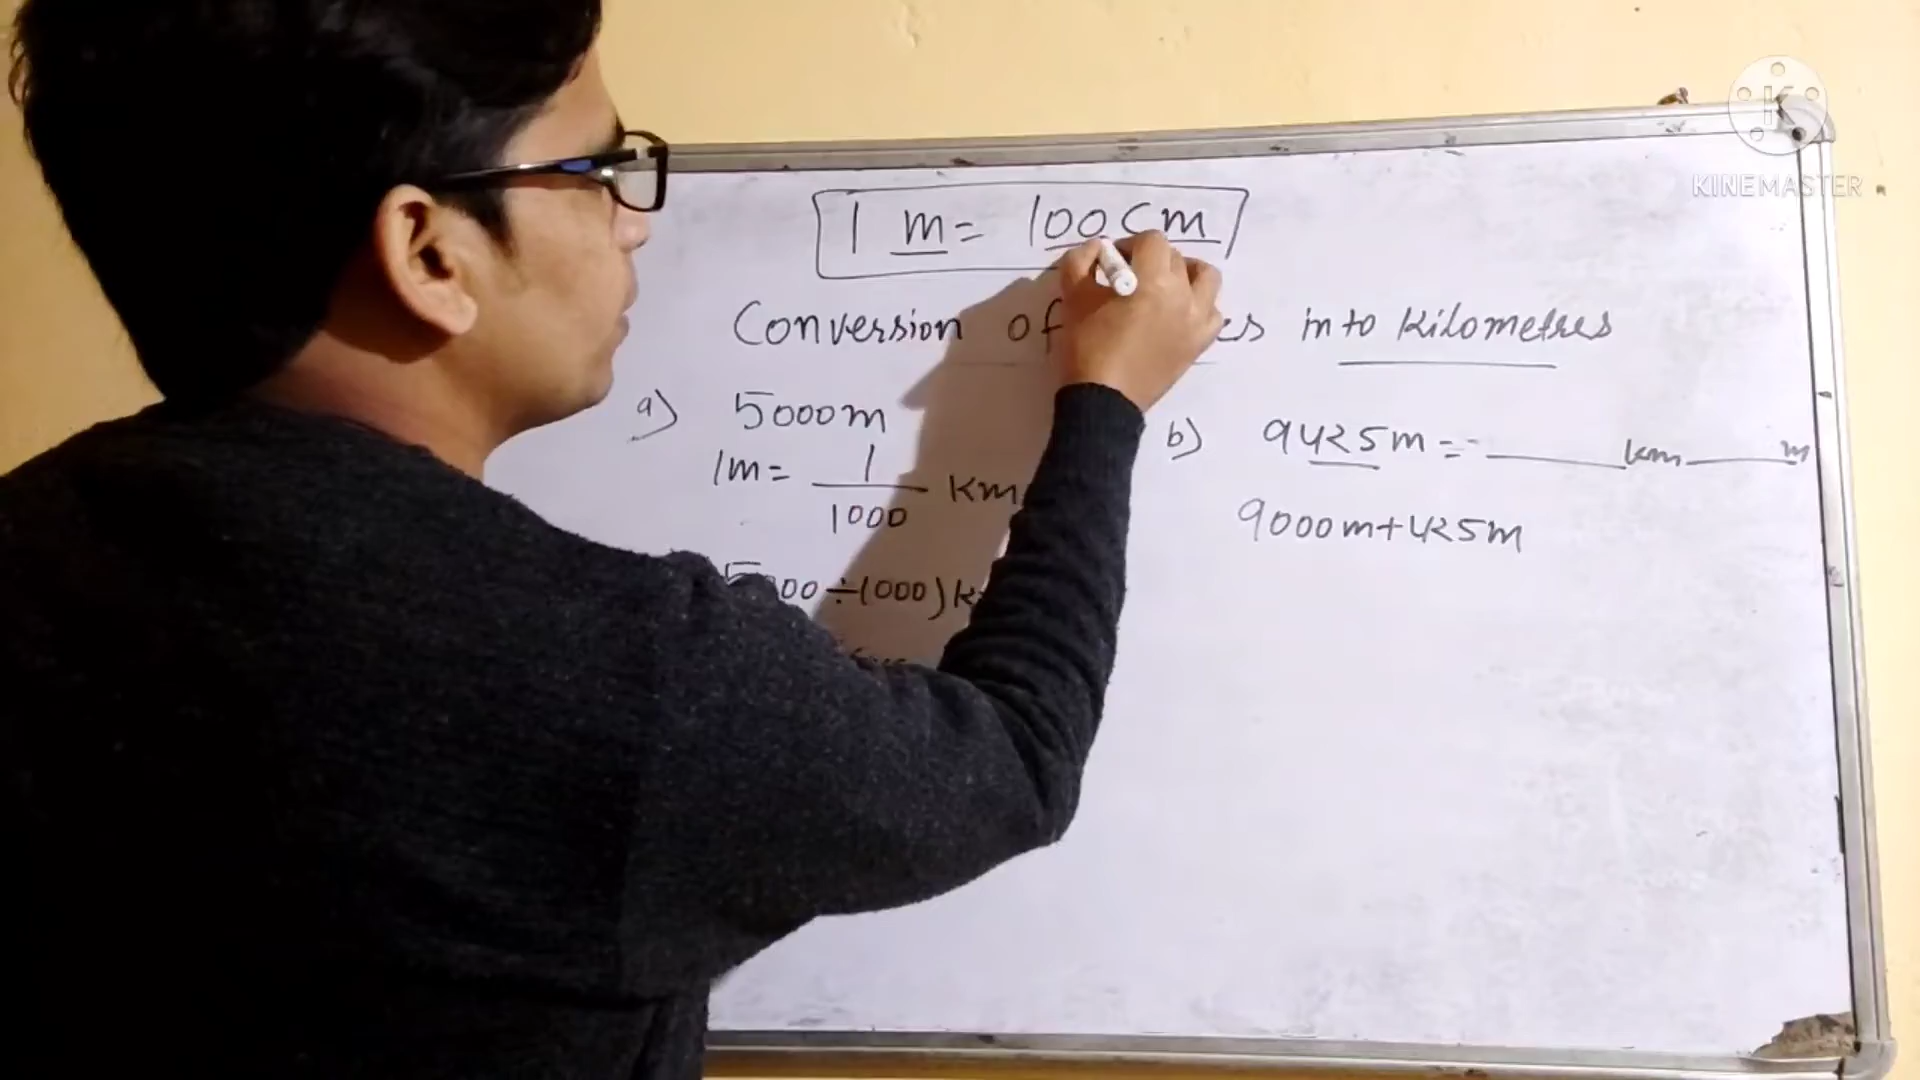 1 m = 100 cm
Conversion of es into Kilometres
a) 5000m
1m = 1/1000 km
5000 ÷ 1000) k
b) 9425m = - ______ km ______ m
9000m + 425m
KINEMASTER